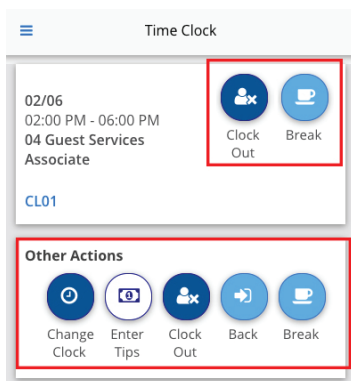 Time Clock
02/06
02:00 PM - 06:00 PM
04 Guest Services
Associate
CL01
Clock
Out
Break
Other Actions
Change
Clock
Enter
Tips
Clock
Out
Back
Break